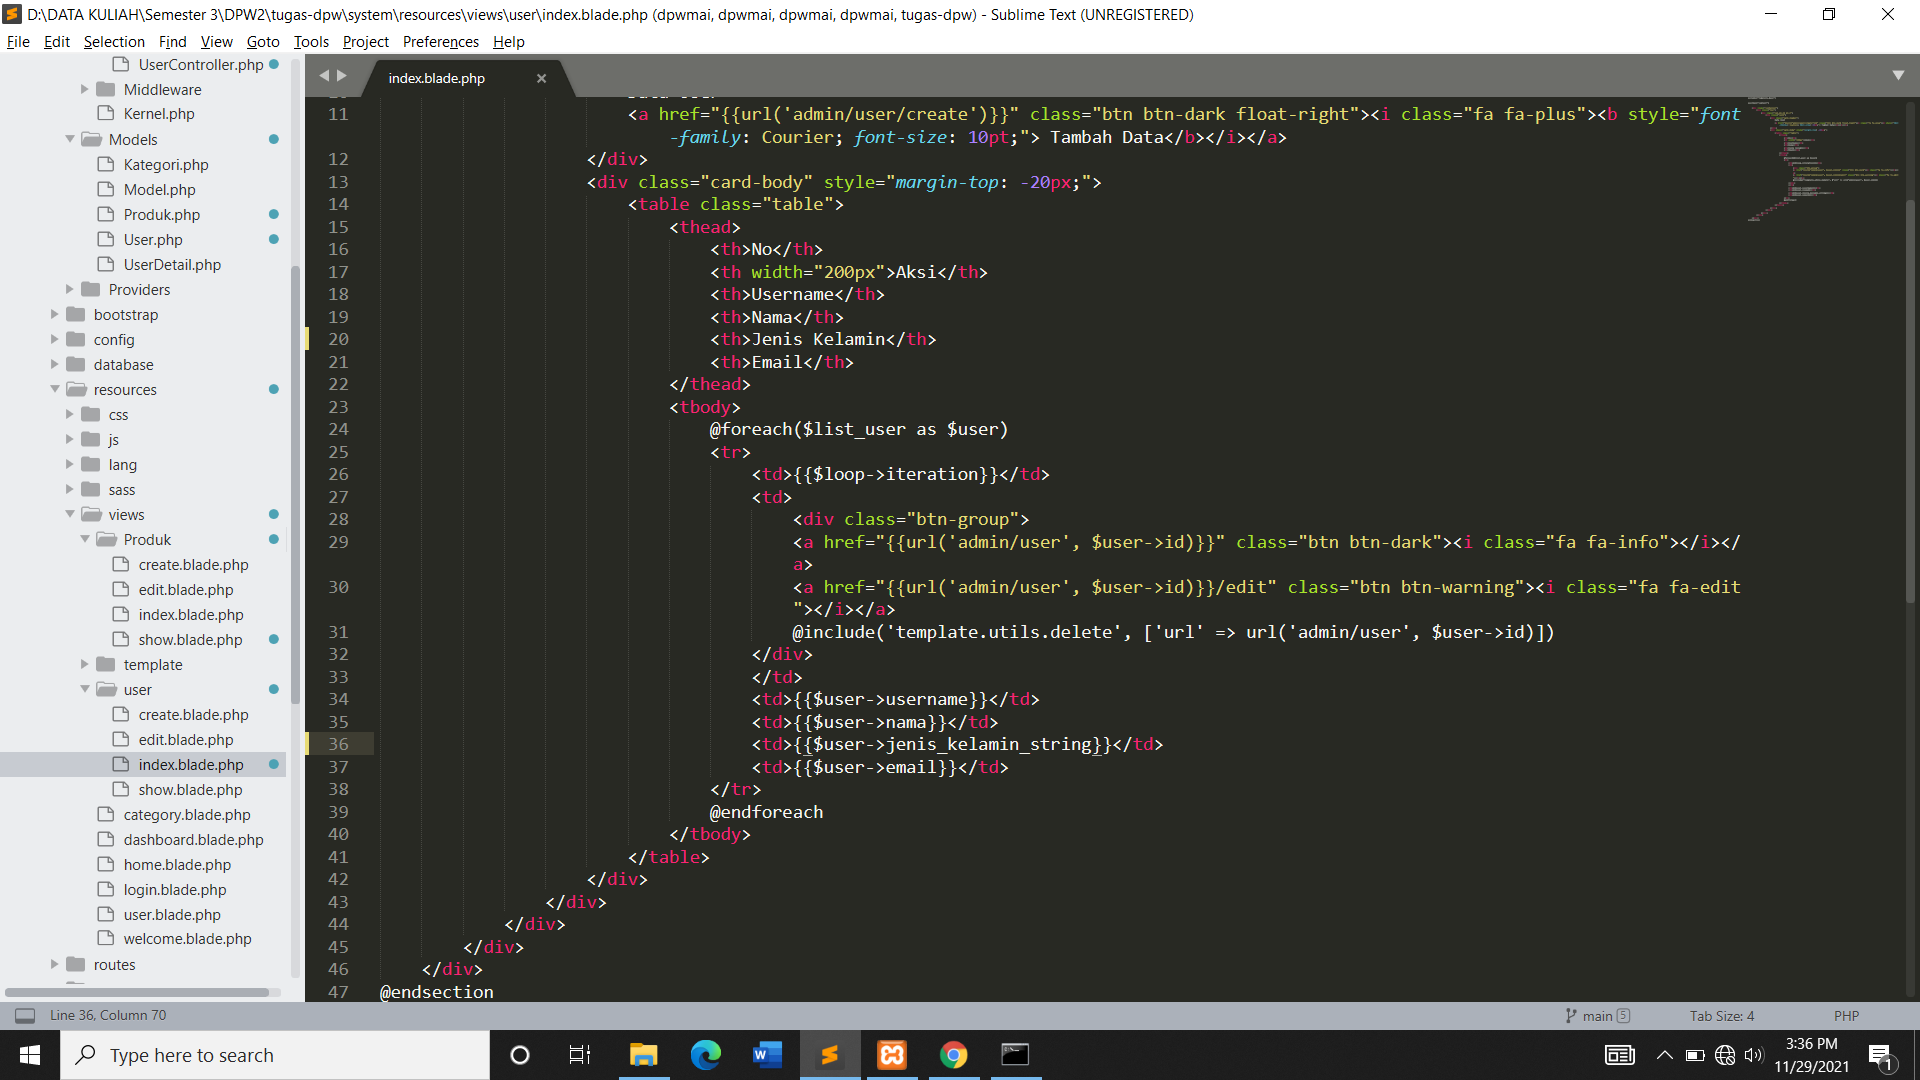 D:\DATA KULIAH\Semester 3\DPW2\tugas-dpw\system\resources\views\user\index.blade.php (dpwmai, dpwmai, dpwmai, dpwmai, tugas-dpw) - Sublime Text (UNREGISTERED)
File Edit Selection Find View Goto Tools Project Preferences Help
UserController.php
Middleware
Kernel.php
Models
Kategori.php
Model.php
Produk.php
User.php
UserDetail.php
Providers
bootstrap
config
database
resources
css
js
lang
sass
views
Produk
create.blade.php
edit.blade.php
index.blade.php
show.blade.php
template
user
create.blade.php
edit.blade.php
index.blade.php
show.blade.php
category.blade.php
dashboard.blade.php
home.blade.php
login.blade.php
user.blade.php
welcome.blade.php
routes
index.blade.php
11 <a href="{{url('admin/user/create')}}" class="btn btn-dark float-right"><i class="fa fa-plus"><b style="font
-family: Courier; font-size: 10pt;"> Tambah Data</b></i></a>
12 </div>
13 <div class="card-body" style="margin-top: -20px;">
14 <table class="table">
15 <thead>
16 <th>No</th>
17 <th width="200px">Aksi</th>
18 <th>Username</th>
19 <th>Nama</th>
20 <th>Jenis Kelamin</th>
21 <th>Email</th>
22 </thead>
23 <tbody>
24 @foreach($list_user as $user)
25 <tr>
26 <td>{{$loop->iteration}}</td>
27 <td>
28 <div class="btn-group">
29 <a href="{{url('admin/user', $user->id)}}" class="btn btn-dark"><i class="fa fa-info"></i></
a>
30 <a href="{{url('admin/user', $user->id)}}/edit" class="btn btn-warning"><i class="fa fa-edit
"></i></a>
31 @include('template.utils.delete', ['url' => url('admin/user', $user->id)])
32 </div>
33 </td>
34 <td>{{$user->username}}</td>
35 <td>{{$user->nama}}</td>
36 <td>{{$user->jenis_kelamin_string}}</td>
37 <td>{{$user->email}}</td>
38 </tr>
39 @endforeach
40 </tbody>
41 </table>
42 </div>
43 </div>
44 </div>
45 </div>
46 </div>
47 @endsection
Line 36, Column 70
main 5
Tab Size: 4
PHP
Type here to search
3:36 PM
11/29/2021
1